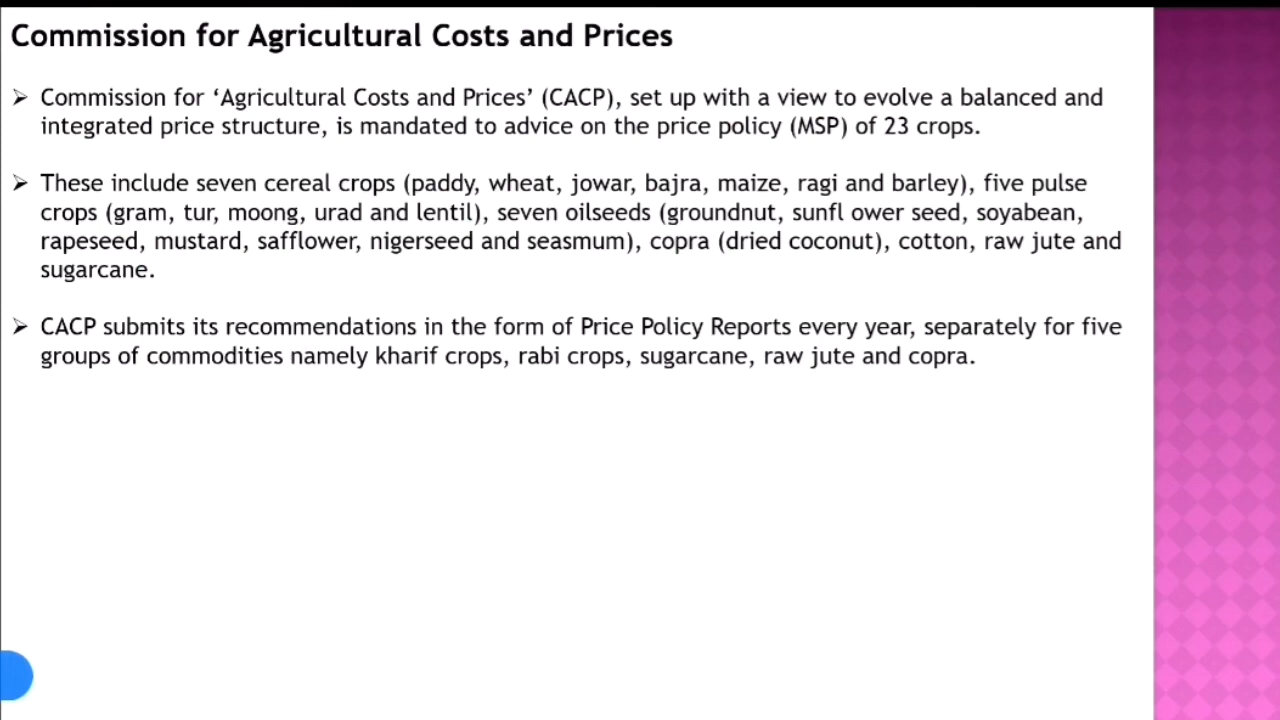 Commission for Agricultural Costs and Prices
➢ Commission for ‘Agricultural Costs and Prices’ (CACP), set up with a view to evolve a balanced and
integrated price structure, is mandated to advice on the price policy (MSP) of 23 crops.
➢ These include seven cereal crops (paddy, wheat, jowar, bajra, maize, ragi and barley), five pulse
crops (gram, tur, moong, urad and lentil), seven oilseeds (groundnut, sunfl ower seed, soyabean,
rapeseed, mustard, safflower, nigerseed and seasmum), copra (dried coconut), cotton, raw jute and
sugarcane.
➢ CACP submits its recommendations in the form of Price Policy Reports every year, separately for five
groups of commodities namely kharif crops, rabi crops, sugarcane, raw jute and copra.